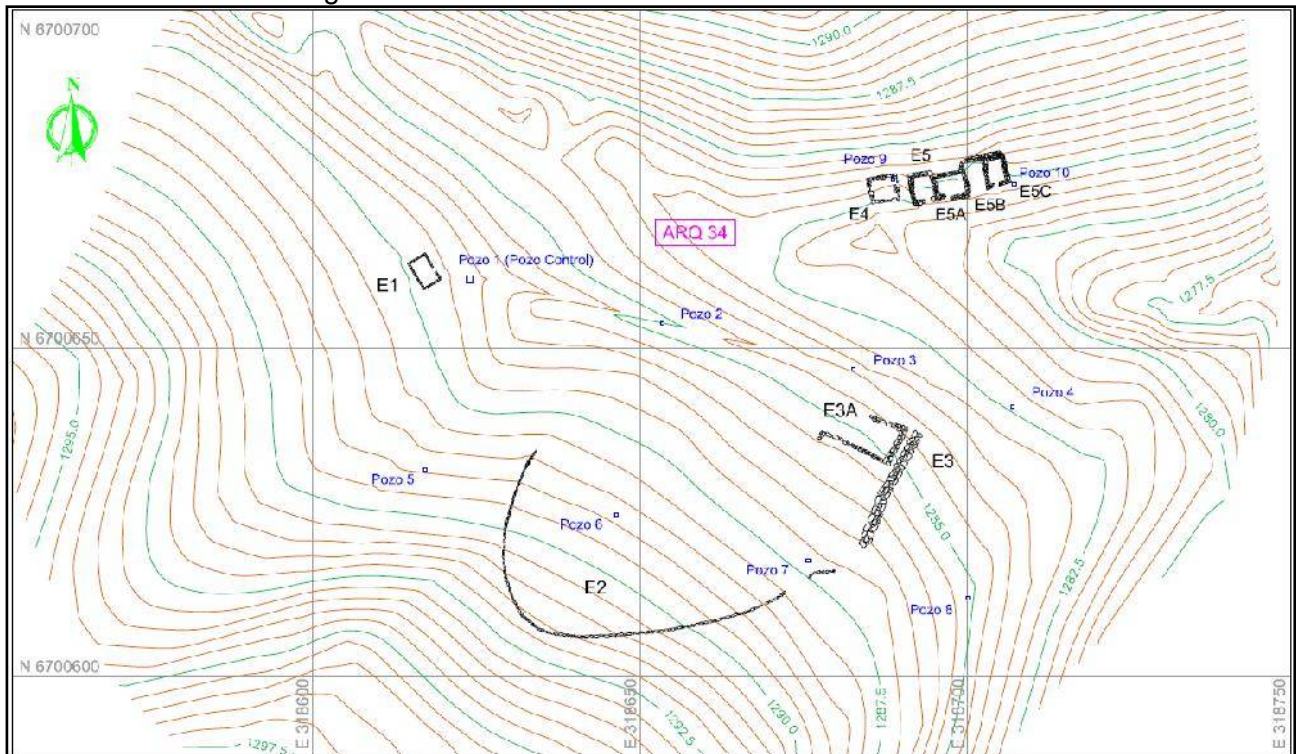 N 6700700
1290.0
N
1287.5
E5
Pozo 9
Pozo 10
E4
E5A
E5B
E5C
ARQ 34
E1
Pozo 1 (Pozo Control)
1277.5
Pozo 2
N 6700650
Pozo 3
Pozo 4
E3A
1280.0
1295.0
E3
Pozo 5
1285.0
Pozo 6
Pozo 7
E2
1282.5
Pozo 8
N 6700600
E 318600
E 318650
E 318700
E 318750
1290.0
1287.5
1292.5
1297.5